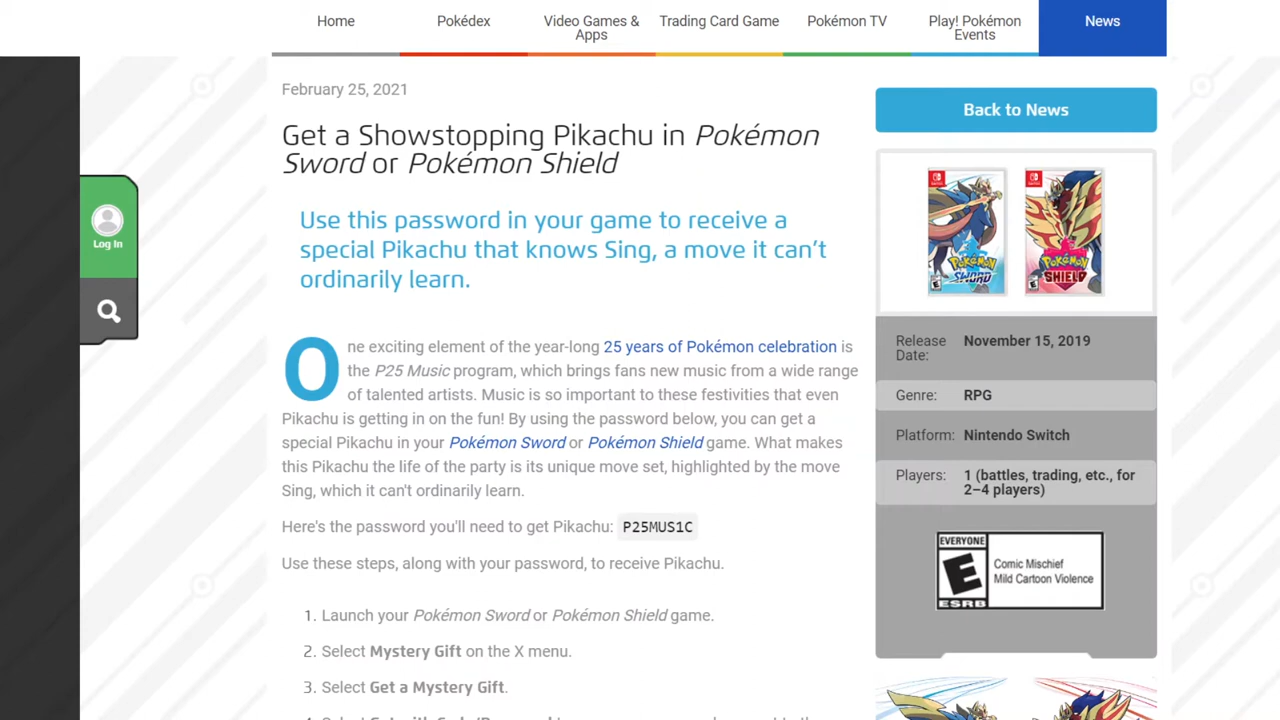 Home
Pokédex
Video Games &
Apps
Trading Card Game
Pokémon TV
Play! Pokémon
Events
News
Log In
February 25, 2021
Get a Showstopping Pikachu in Pokémon
Sword or Pokémon Shield
Use this password in your game to receive a
special Pikachu that knows Sing, a move it can’t
ordinarily learn.
One exciting element of the year-long 25 years of Pokémon celebration is
the P25 Music program, which brings fans new music from a wide range
of talented artists. Music is so important to these festivities that even
Pikachu is getting in on the fun! By using the password below, you can get a
special Pikachu in your Pokémon Sword or Pokémon Shield game. What makes
this Pikachu the life of the party is its unique move set, highlighted by the move
Sing, which it can't ordinarily learn.
Here's the password you'll need to get Pikachu: P25MUS1C
Use these steps, along with your password, to receive Pikachu.
1. Launch your Pokémon Sword or Pokémon Shield game.
2. Select Mystery Gift on the X menu.
3. Select Get a Mystery Gift.
Back to News
POKÉMON
SWORD
POKÉMON
SHIELD
Release
Date:
November 15, 2019
Genre: RPG
Platform: Nintendo Switch
Players: 1 (battles, trading, etc., for
2–4 players)
EVERYONE
E
ESRB
Comic Mischief
Mild Cartoon Violence